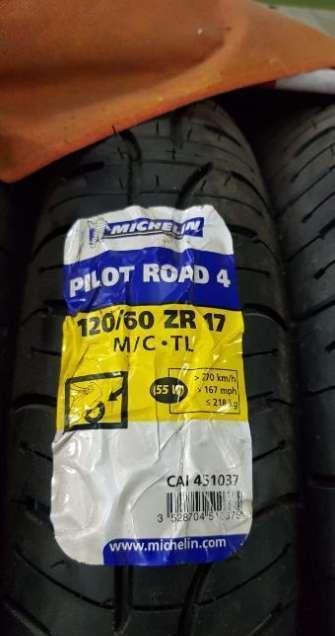 MICHELIN
PILOT ROAD 4
120/60 ZR 17
M/C · TL
(55 W)
> 270 km/h
> 167 mph
≤ 218 kg
CAI 451037
www.michelin.com